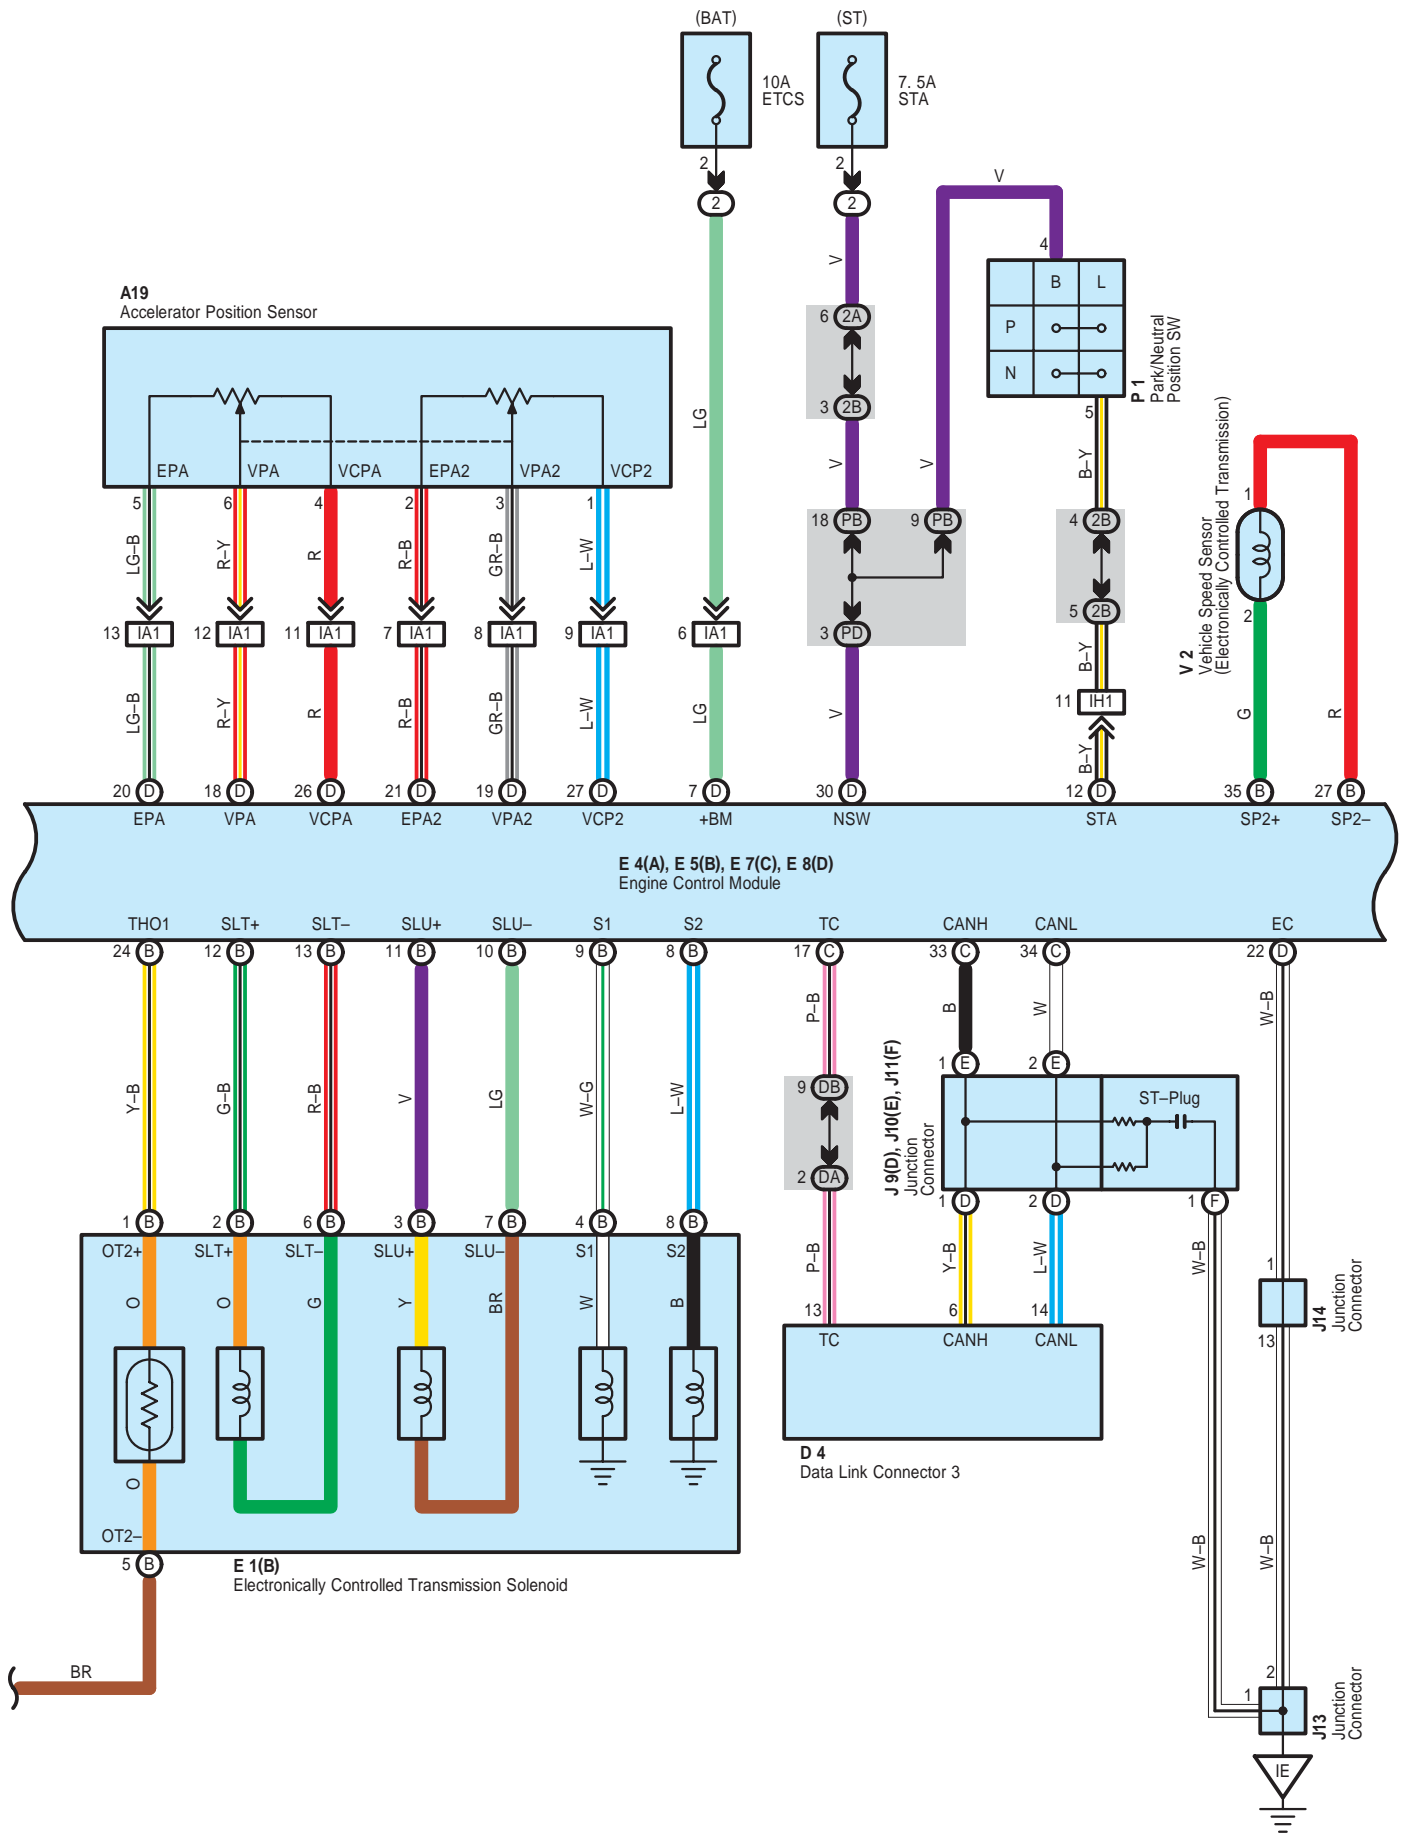 (BAT)
(ST)
10A
ETCS
7. 5A
STA
2
2
2
2
V
4
V
B
L
P
N
P 1
Park/Neutral
Position SW
6
2A
3
2B
LG
V
V
5
B–Y
A19
Accelerator Position Sensor
EPA
VPA
VCPA
EPA2
VPA2
VCP2
5
6
4
2
3
1
LG–B
R–Y
R
R–B
GR–B
L–W
18
PB
9
PB
4
2B
5
2B
1
2
V 2
Vehicle Speed Sensor
(Electronically Controlled Transmission)
13
IA1
12
IA1
11
IA1
7
IA1
8
IA1
9
IA1
6
IA1
3
PD
B–Y
11
IH1
LG–B
R–Y
R
R–B
GR–B
L–W
LG
V
B–Y
G
R
20
D
18
D
26
D
21
D
19
D
27
D
7
D
30
D
12
D
35
B
27
B
EPA
VPA
VCPA
EPA2
VPA2
VCP2
+BM
NSW
STA
SP2+
SP2–
E 4(A), E 5(B), E 7(C), E 8(D)
Engine Control Module
THO1
SLT+
SLT–
SLU+
SLU–
S1
S2
TC
CANH
CANL
EC
24
B
12
B
13
B
11
B
10
B
9
B
8
B
17
C
33
C
34
C
22
D
Y–B
G–B
R–B
V
LG
W–G
L–W
P–B
B
W
W–B
1
E
2
E
9
DB
2
DA
J 9(D), J10(E), J11(F)
Junction
Connector
ST–Plug
1
D
2
D
1
F
1
B
2
B
6
B
3
B
7
B
4
B
8
B
OT2+
SLT+
SLT–
SLU+
SLU–
S1
S2
O
O
G
Y
BR
W
B
P–B
Y–B
L–W
W–B
1
J14
Junction
Connector
13
13
6
14
TC
CANH
CANL
D 4
Data Link Connector 3
O
OT2–
5
B
E 1(B)
Electronically Controlled Transmission Solenoid
W–B
W–B
BR
2
1
J13
Junction
Connector
IE